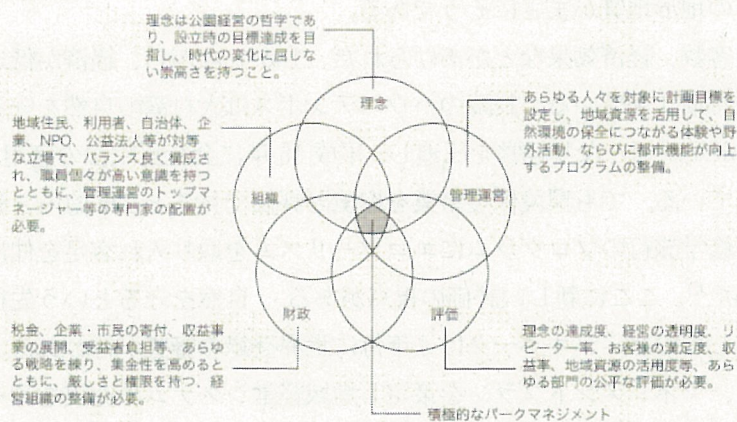 理念は公園経営の哲学であ
り、設立時の目標達成を目
指し、時代の変化に屈しな
い崇高さを持つこと。
理念
地域住民、利用者、自治体、企
業、NPO、公益法人等が対等
な立場で、バランス良く構成さ
れ、職員個々が高い意識を持つ
とともに、管理運営のトップマ
ネージャー等の専門家の配置が
必要。
組織
あらゆる人々を対象に計画目標を
設定し、地域資源を活用して、自
然環境の保全につながる体験や野
外活動、ならびに都市機能が向上
するプログラムの整備。
管理運営
財政
評価
税金、企業・市民の寄付、収益事
業の展開、受益者負担等、あらゆ
る戦略を練り、集金性を高めると
ともに、厳しさと権限を持つ、経
営組織の整備が必要。
理念の達成度、経営の透明度、リ
ピーター率、お客様の満足度、収
益率、地域資源の活用度等、あら
ゆる部門の公平な評価が必要。
積極的なパークマネジメント